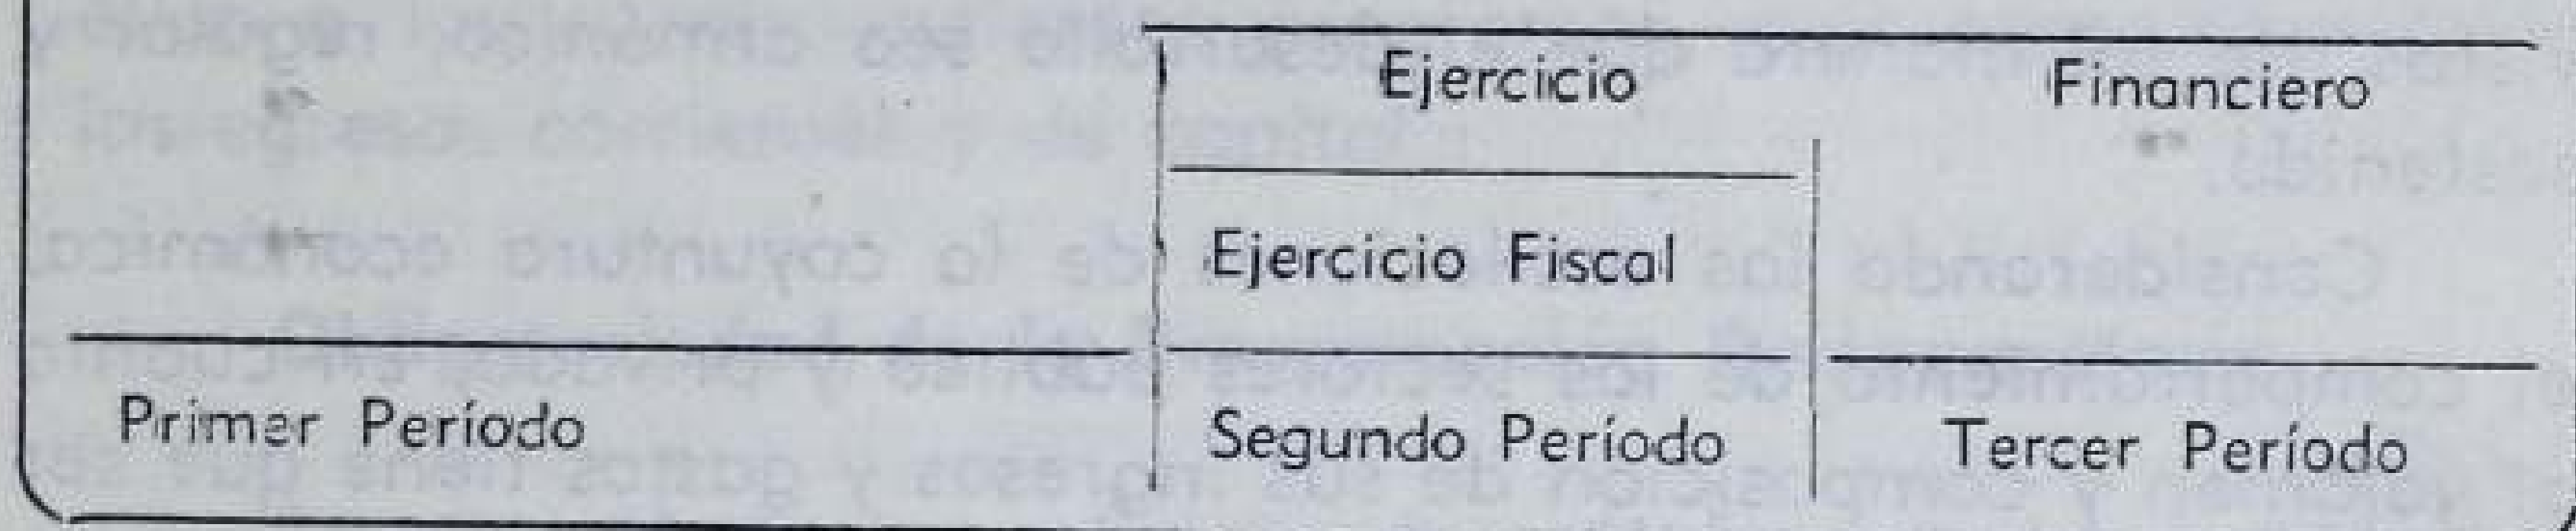 Ejercicio Financiero
Ejercicio Fiscal
Primer Período Segundo Período Tercer Período